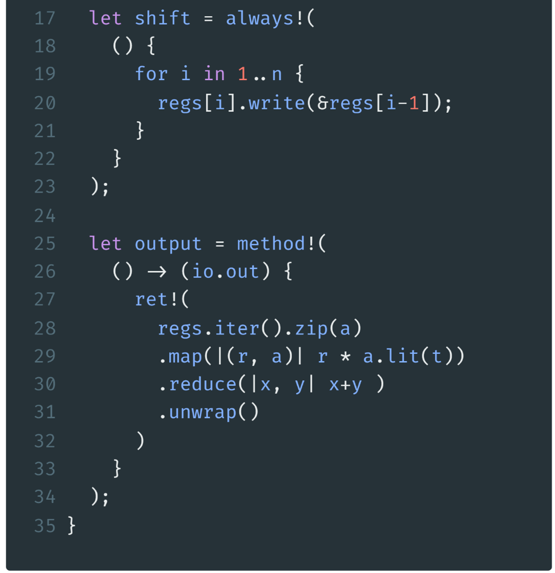 17 let shift = always!(
18 () {
19 for i in 1..n {
20 regs[i].write(&regs[i-1]);
21 }
22 }
23 );
24
25 let output = method!(
26 () -> (io.out) {
27 ret!(
28 regs.iter().zip(a)
29 .map(|(r, a)| r * a.lit(t))
30 .reduce(|x, y| x+y )
31 .unwrap()
32 )
33 }
34 );
35 }